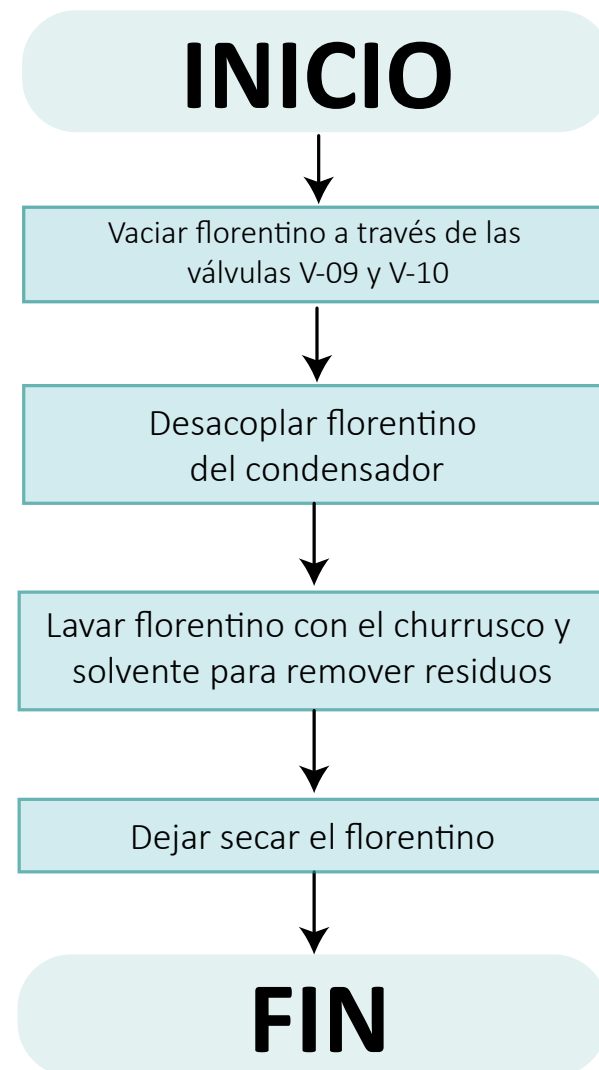 INICIO
Vaciar florentino a través de las
válvulas V-09 y V-10
Desacoplar florentino
del condensador
Lavar florentino con el churrusco y
solvente para remover residuos
Dejar secar el florentino
FIN